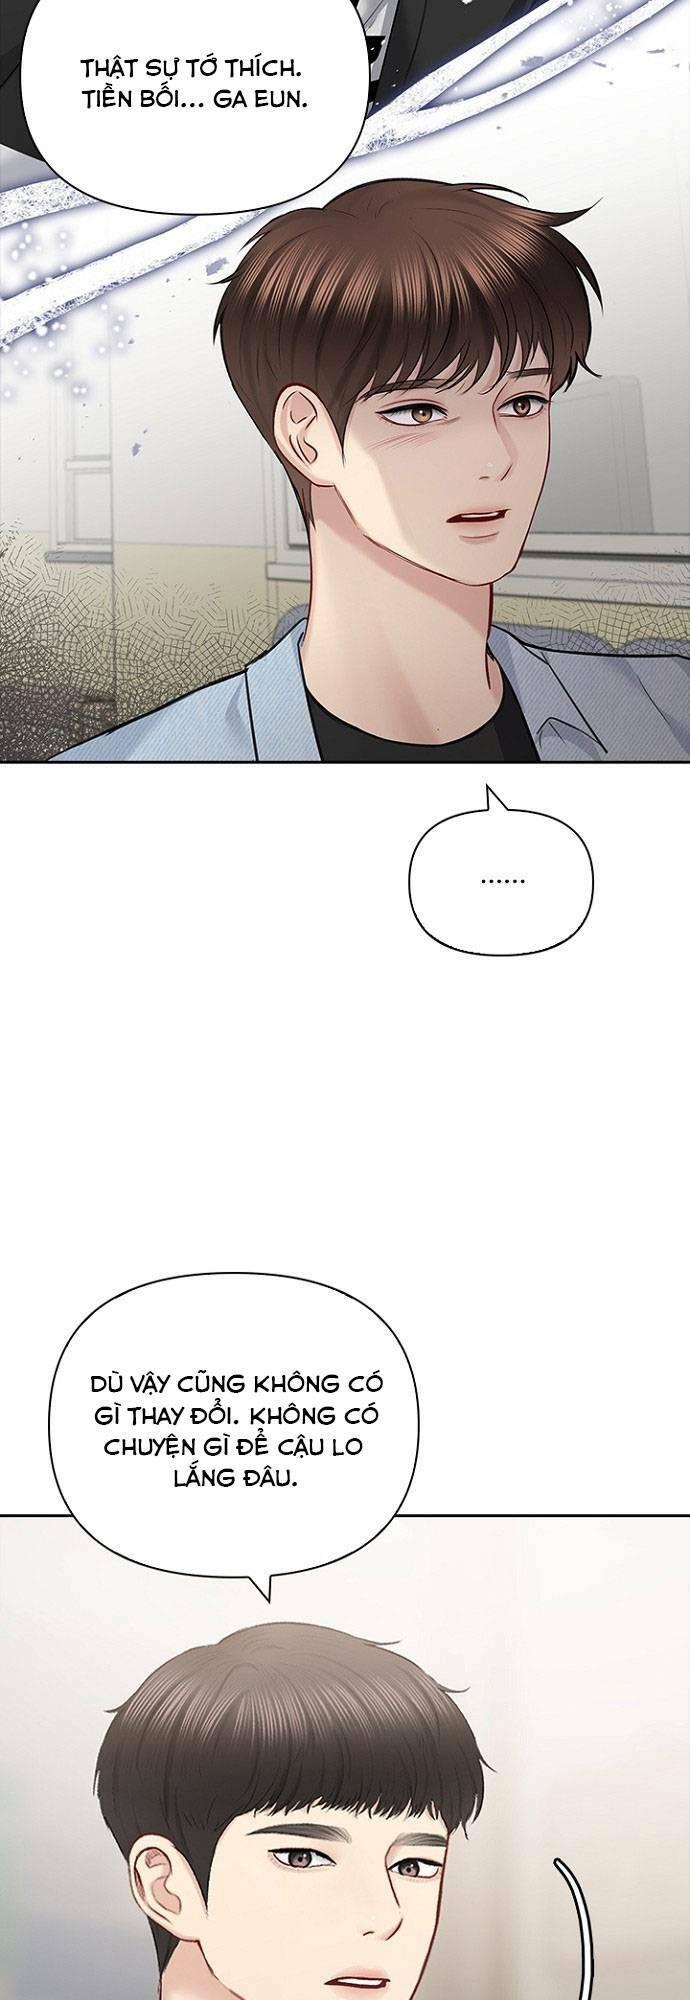 THẬT SỰ TỚ THÍCH.
TIỀN BỐI... GA EUN.
......
DÙ VẬY CŨNG KHÔNG CÓ
GÌ THAY ĐỔI. KHÔNG CÓ
CHUYỆN GÌ ĐỂ CẬU LO
LẮNG ĐÂU.